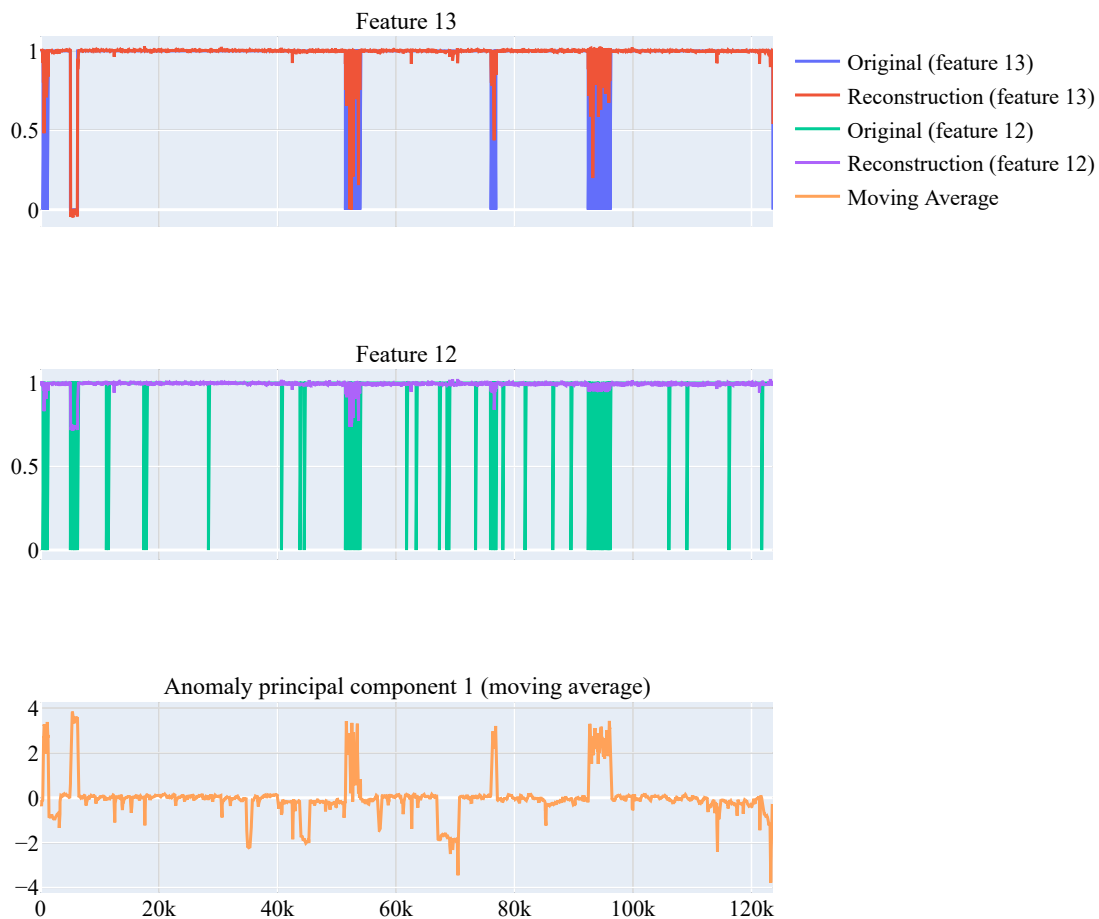 Feature 13
1
0.5
0
Original (feature 13)
Reconstruction (feature 13)
Original (feature 12)
Reconstruction (feature 12)
Moving Average
Feature 12
1
0.5
0
Anomaly principal component 1 (moving average)
4
2
0
−2
−4
0 20k 40k 60k 80k 100k 120k